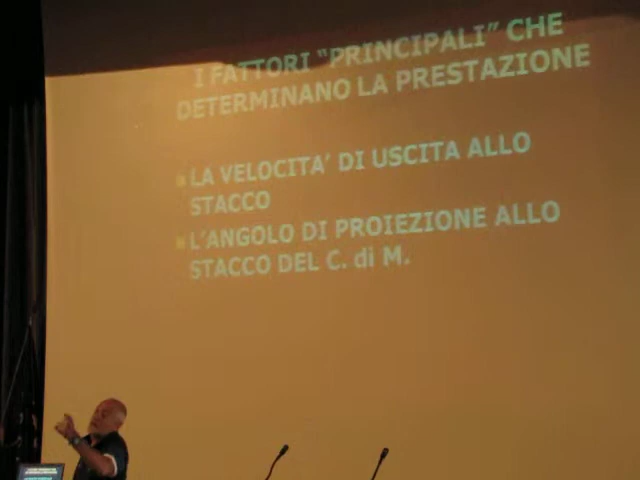 I FATTORI “PRINCIPALI” CHE
DETERMINANO LA PRESTAZIONE
LA VELOCITA’ DI USCITA ALLO
STACCO
L’ANGOLO DI PROIEZIONE ALLO
STACCO DEL C. di M.